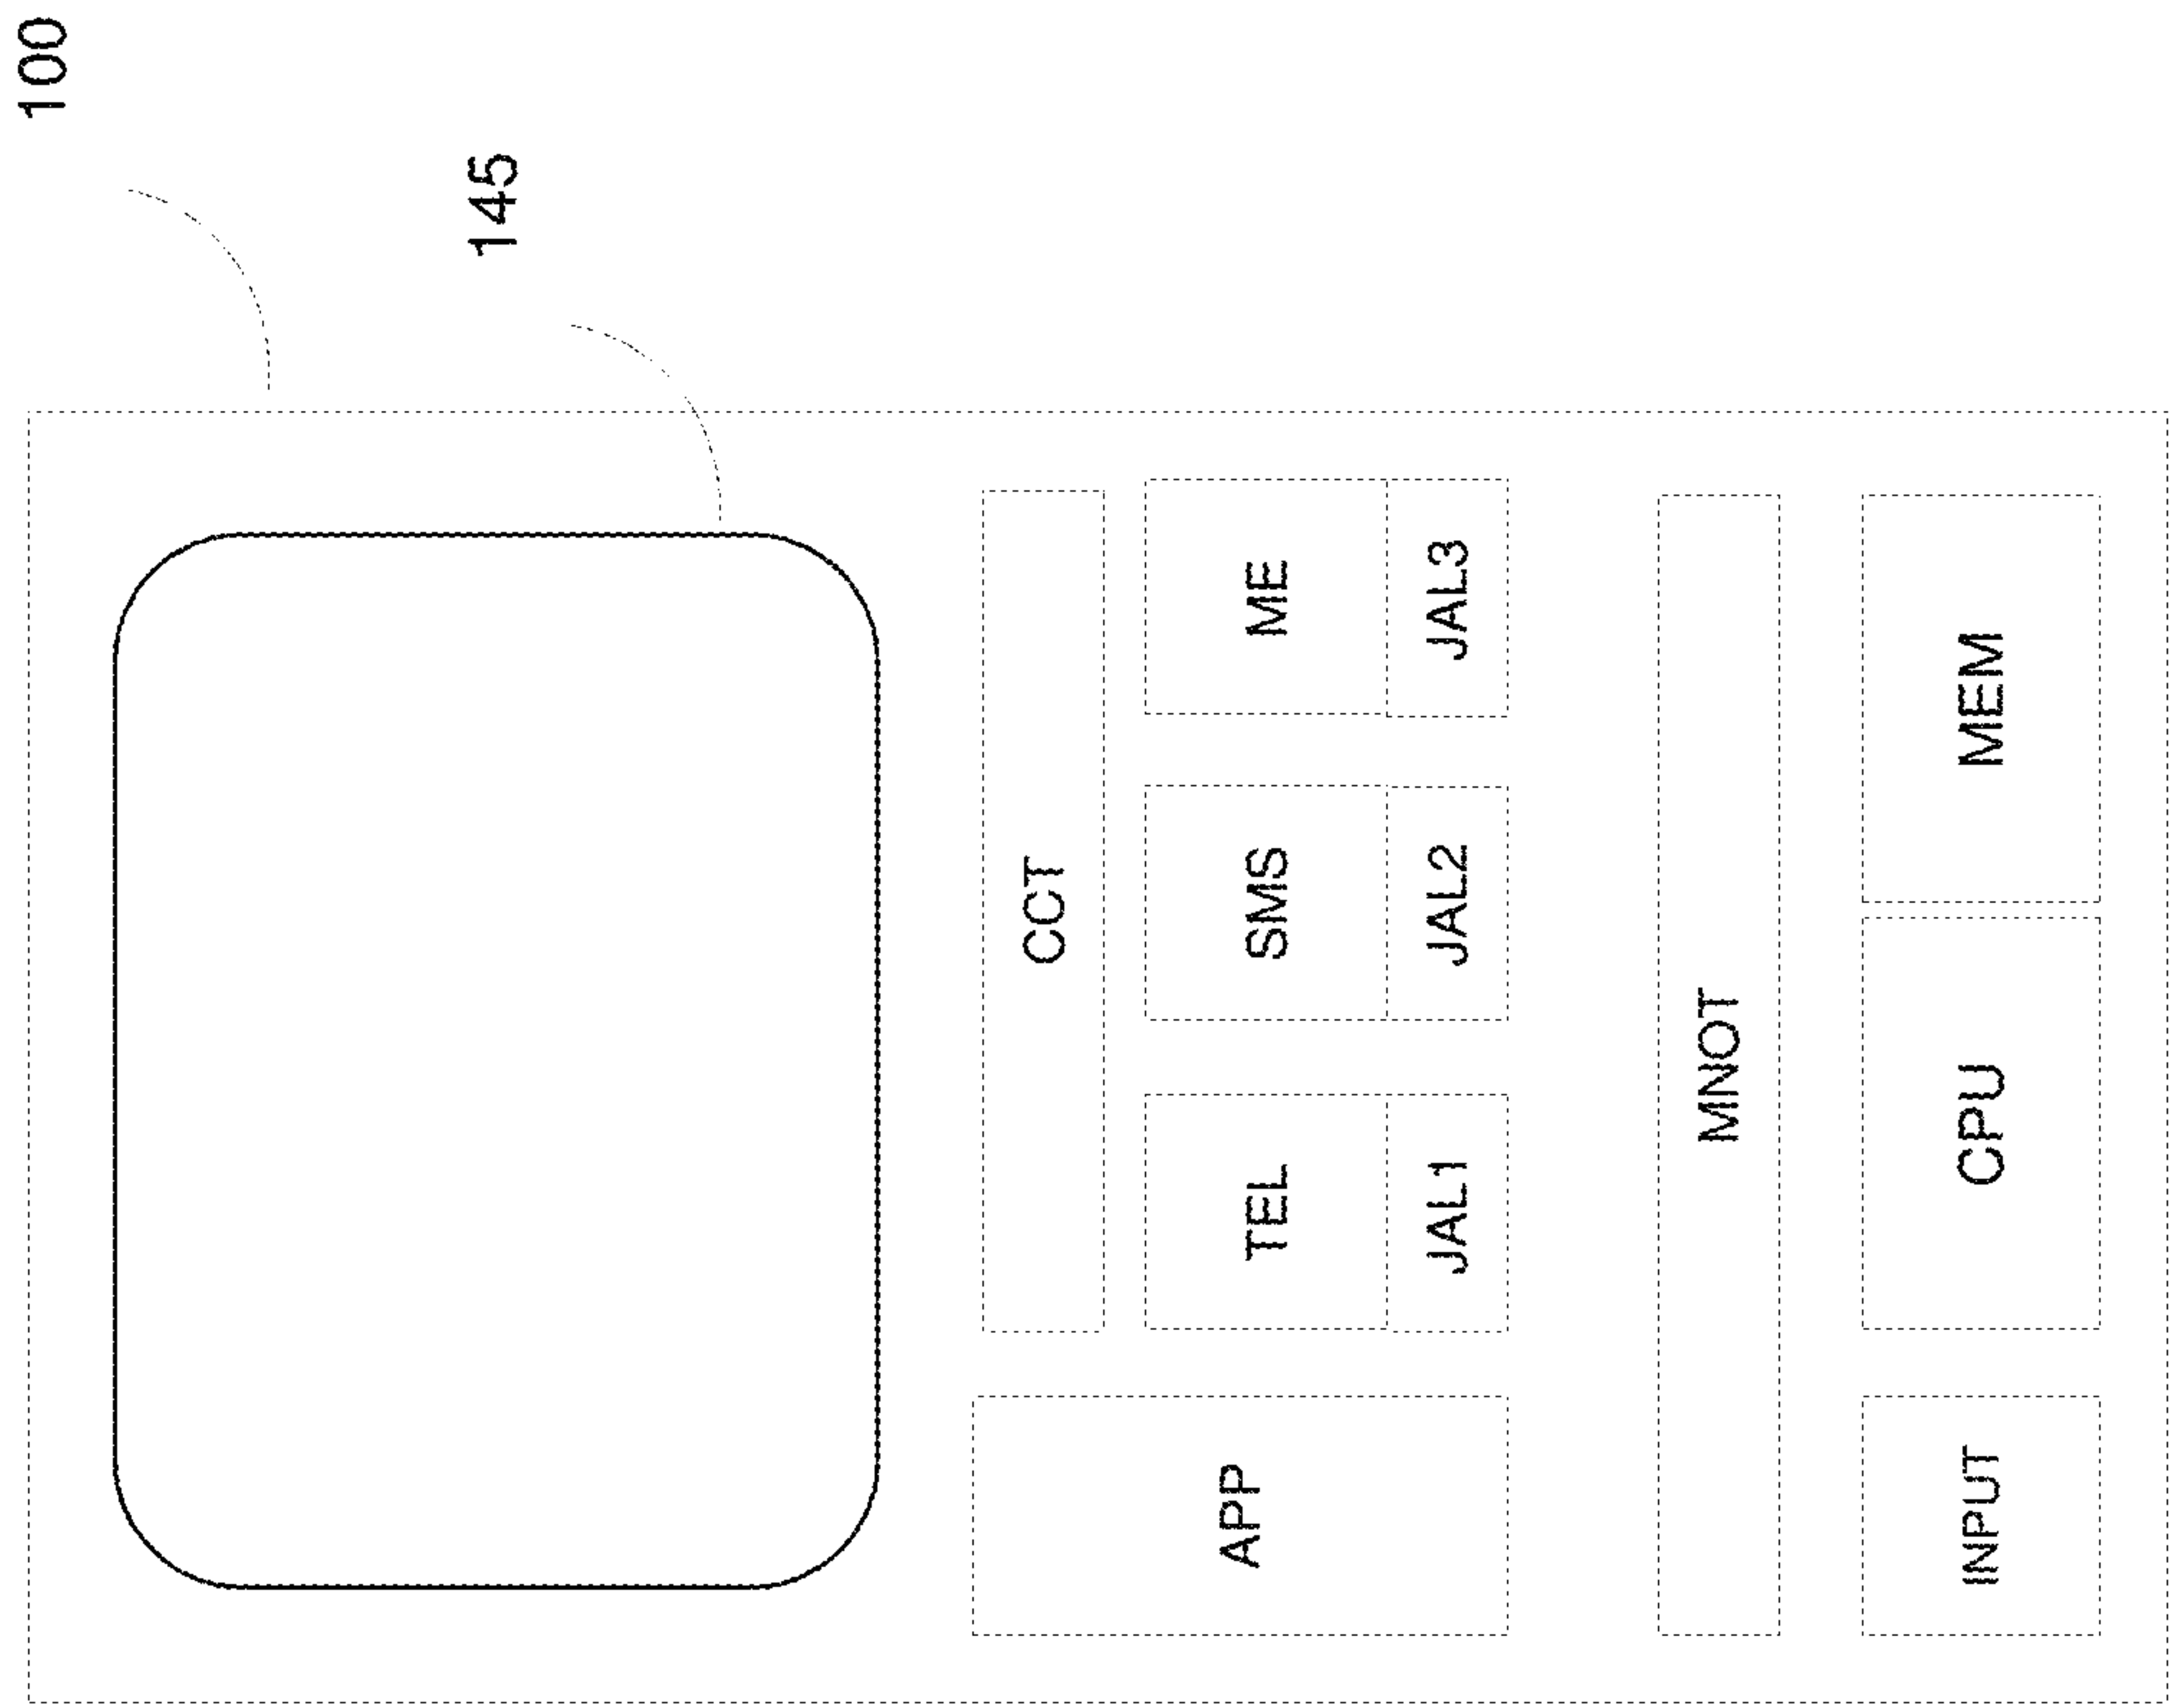 100
145
CCT
APP
TEL
SMS
ME
JAL1
JAL2
JAL3
MNOT
INPUT
CPU
MEM